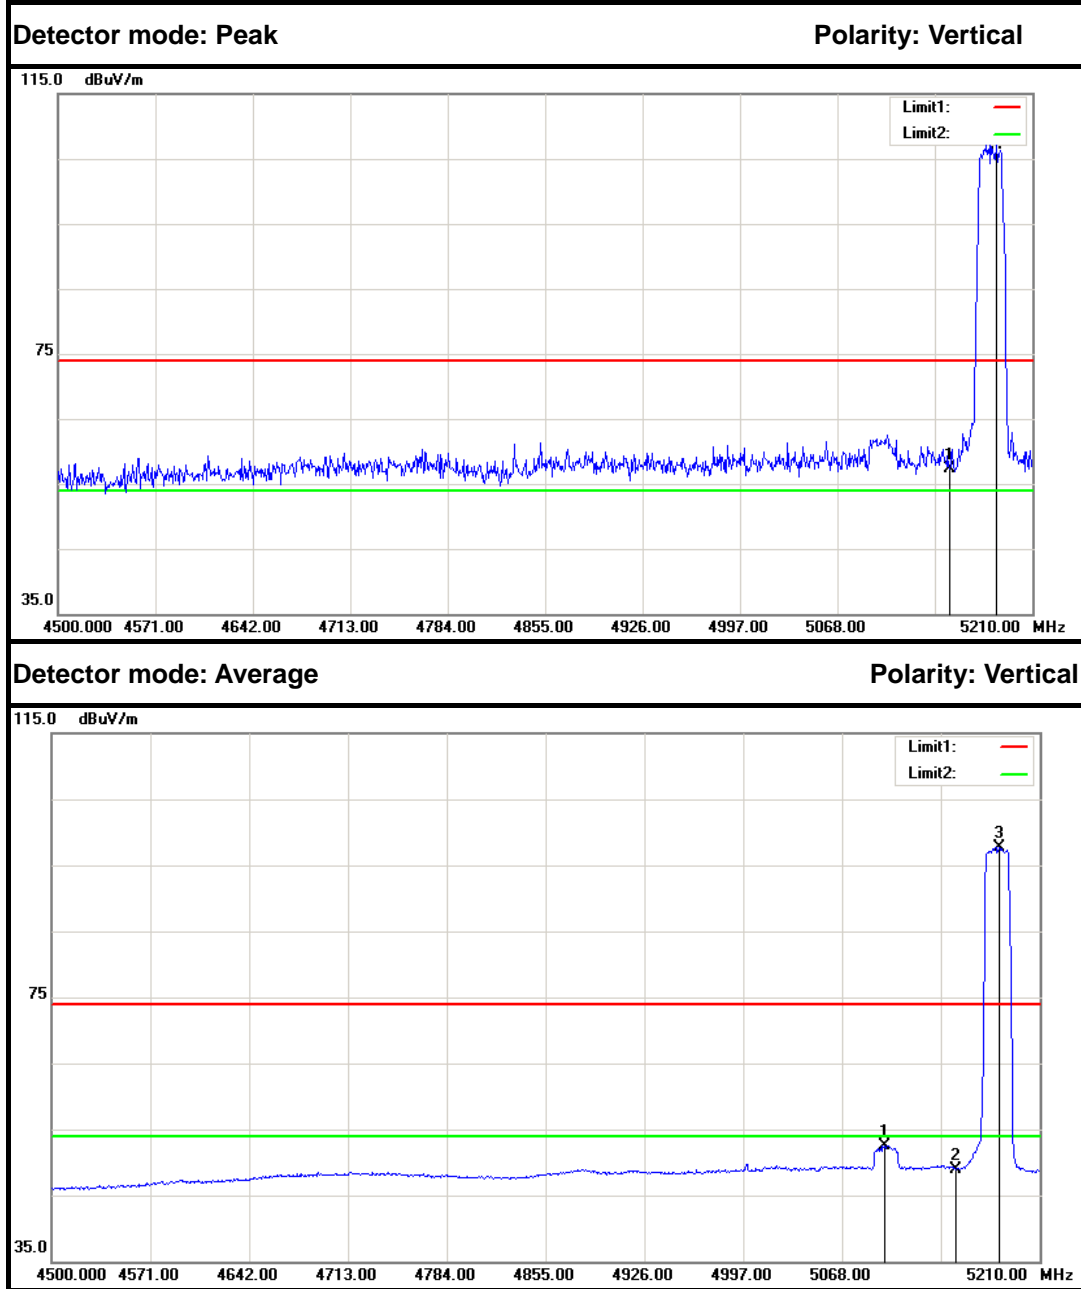 Detector mode: Peak Polarity: Vertical
115.0 dBuV/m
Limit1:
Limit2:
75
1
35.0
4500.000 4571.00 4642.00 4713.00 4784.00 4855.00 4926.00 4997.00 5068.00 5210.00 MHz
Detector mode: Average Polarity: Vertical
115.0 dBuV/m
Limit1:
Limit2:
3
75
1
2
35.0
4500.000 4571.00 4642.00 4713.00 4784.00 4855.00 4926.00 4997.00 5068.00 5210.00 MHz